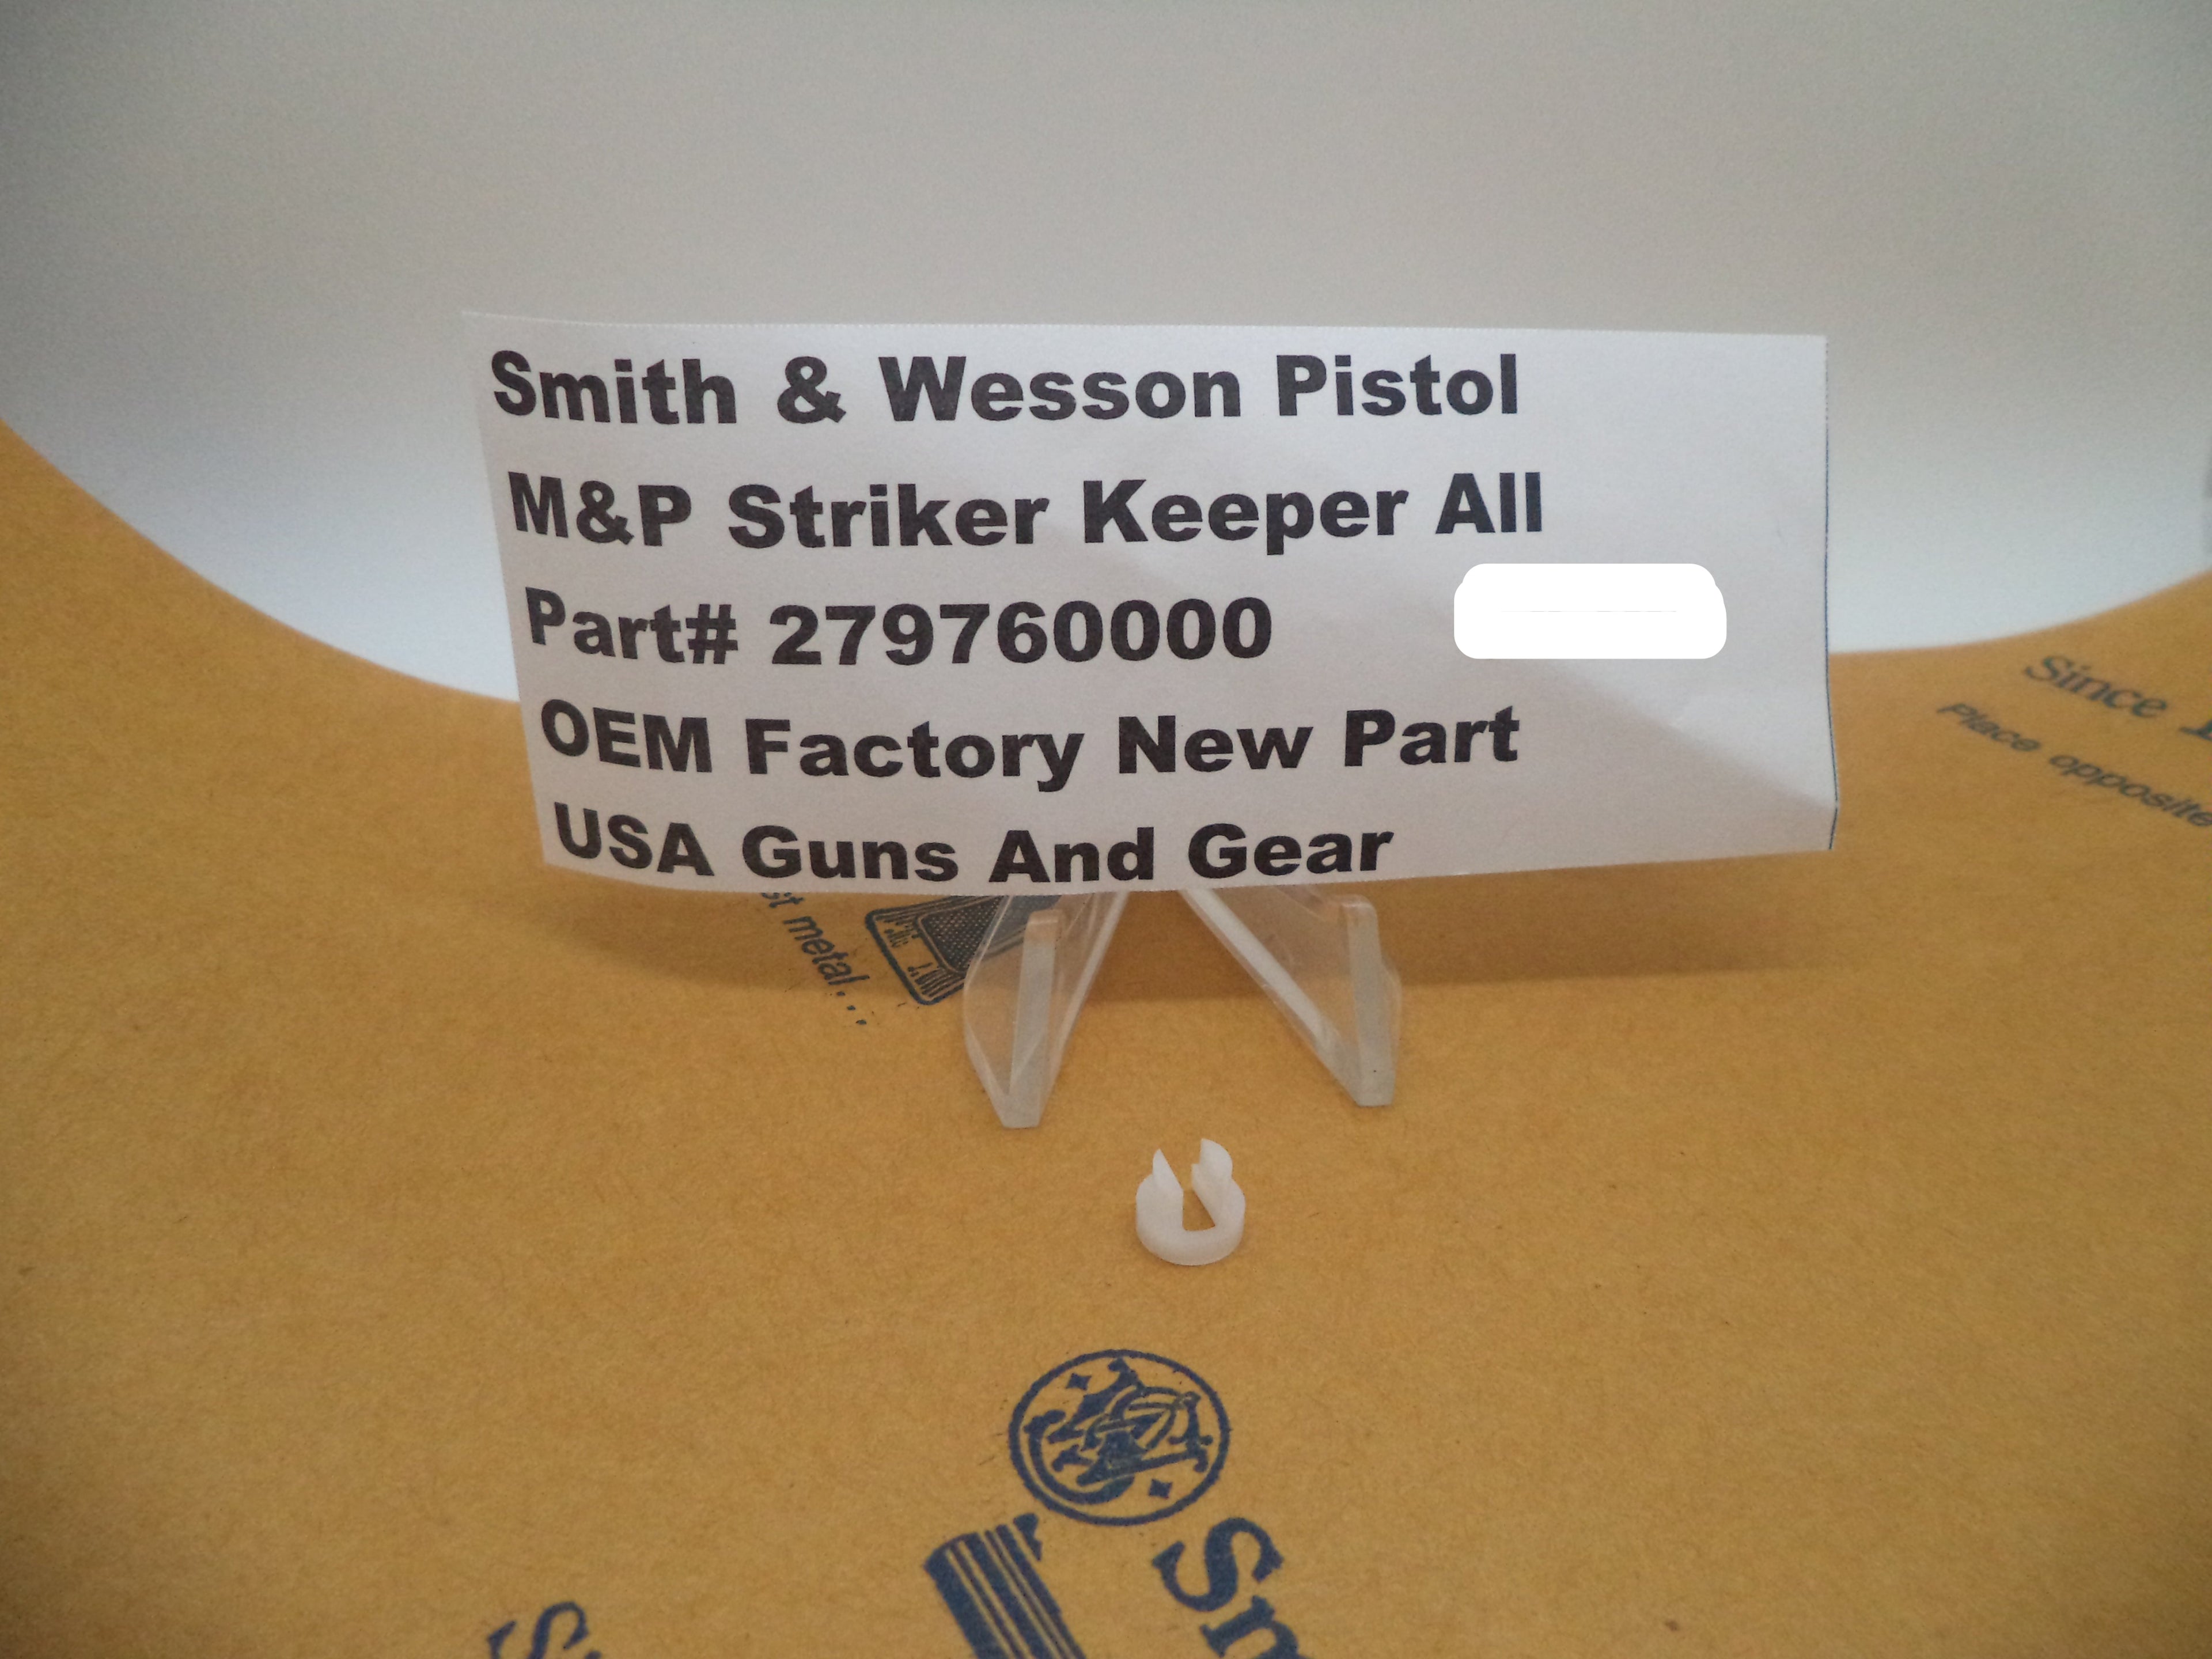 Smith & Wesson Pistol
M&P Striker Keeper All
Part# 279760000
OEM Factory New Part
USA Guns And Gear
Since
Place opposite
metal...